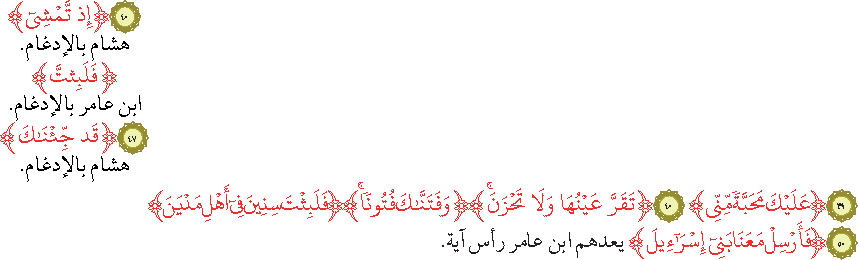 ٤٠ ﴿إِذ تَّمْشِىٓ﴾
هشام بالإدغام.
﴿فَلَبِثتَّ﴾
ابن عامر بالإدغام.
٤٧ ﴿قَد جِّئْنَـٰكَ﴾
هشام بالإدغام.
٣٩ ﴿عَلَيْكَ مَحَبَّةً مِّنِّى﴾ ٤٠ ﴿تَقَرَّ عَيْنُهَا وَلَا تَحْزَنَ ۚ﴾ ﴿وَفَتَنَّـٰكَ فُتُونًا ۚ﴾ ﴿فَلَبِثْتَ سِنِينَ فِىٓ أَهْلِ مَدْيَنَ﴾
٥٠ ﴿فَأَرْسِلْ مَعَنَا بَنِىٓ إِسْرَٰٓءِيلَ﴾ يعدهم ابن عامر رأس آية.